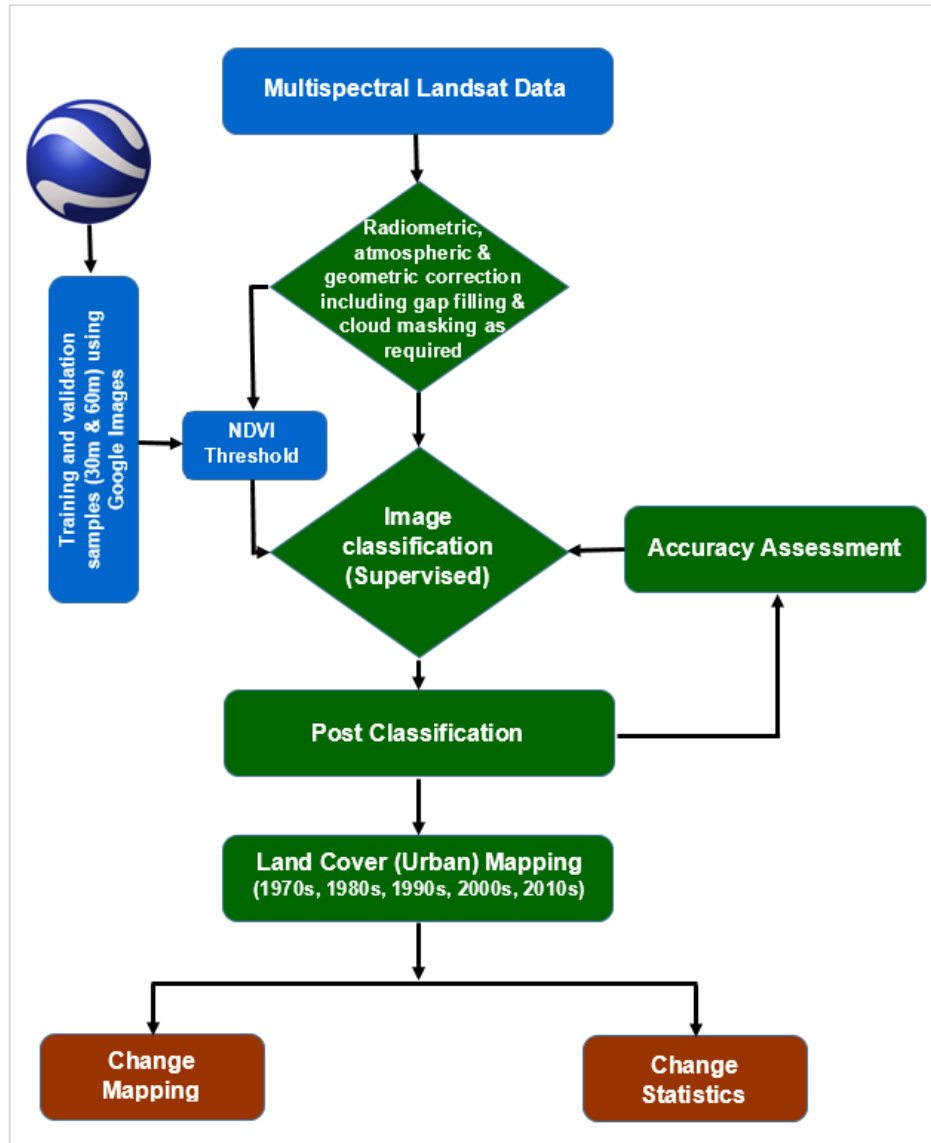 Multispectral Landsat Data
Radiometric,
atmospheric &
geometric correction
including gap filling &
cloud masking as
required
Training and validation
samples (30m & 60m) using
Google Images
NDVI
Threshold
Image
classification
(Supervised)
Accuracy Assessment
Post Classification
Land Cover (Urban) Mapping
(1970s, 1980s, 1990s, 2000s, 2010s)
Change
Mapping
Change
Statistics